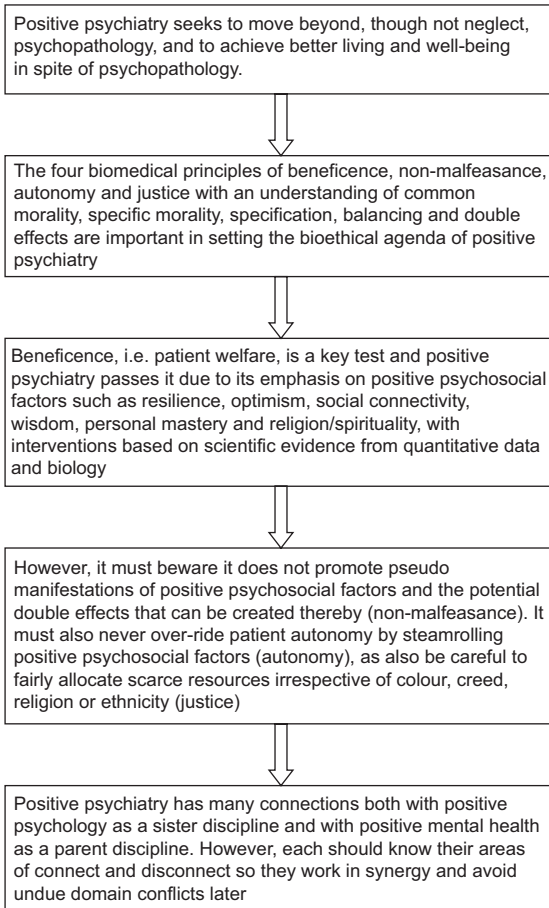 Positive psychiatry seeks to move beyond, though not neglect,
psychopathology, and to achieve better living and well-being
in spite of psychopathology.
The four biomedical principles of beneficence, non-malfeasance,
autonomy and justice with an understanding of common
morality, specific morality, specification, balancing and double
effects are important in setting the bioethical agenda of positive
psychiatry
Beneficence, i.e. patient welfare, is a key test and positive
psychiatry passes it due to its emphasis on positive psychosocial
factors such as resilience, optimism, social connectivity,
wisdom, personal mastery and religion/spirituality, with
interventions based on scientific evidence from quantitative data
and biology
However, it must beware it does not promote pseudo
manifestations of positive psychosocial factors and the potential
double effects that can be created thereby (non-malfeasance). It
must also never over-ride patient autonomy by steamrolling
positive psychosocial factors (autonomy), as also be careful to
fairly allocate scarce resources irrespective of colour, creed,
religion or ethnicity (justice)
Positive psychiatry has many connections both with positive
psychology as a sister discipline and with positive mental health
as a parent discipline. However, each should know their areas
of connect and disconnect so they work in synergy and avoid
undue domain conflicts later